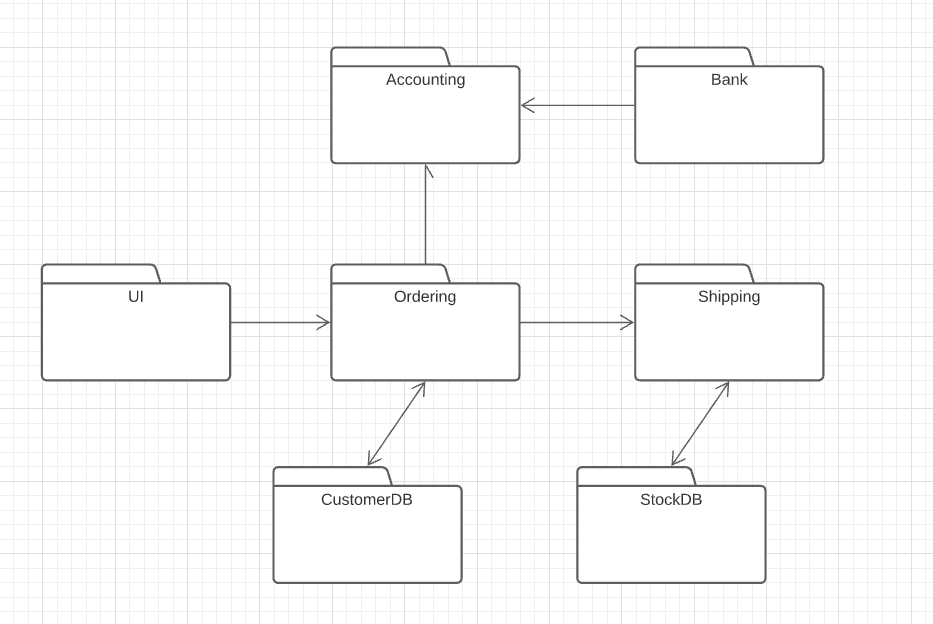 Accounting
Bank
UI
Ordering
Shipping
CustomerDB
StockDB